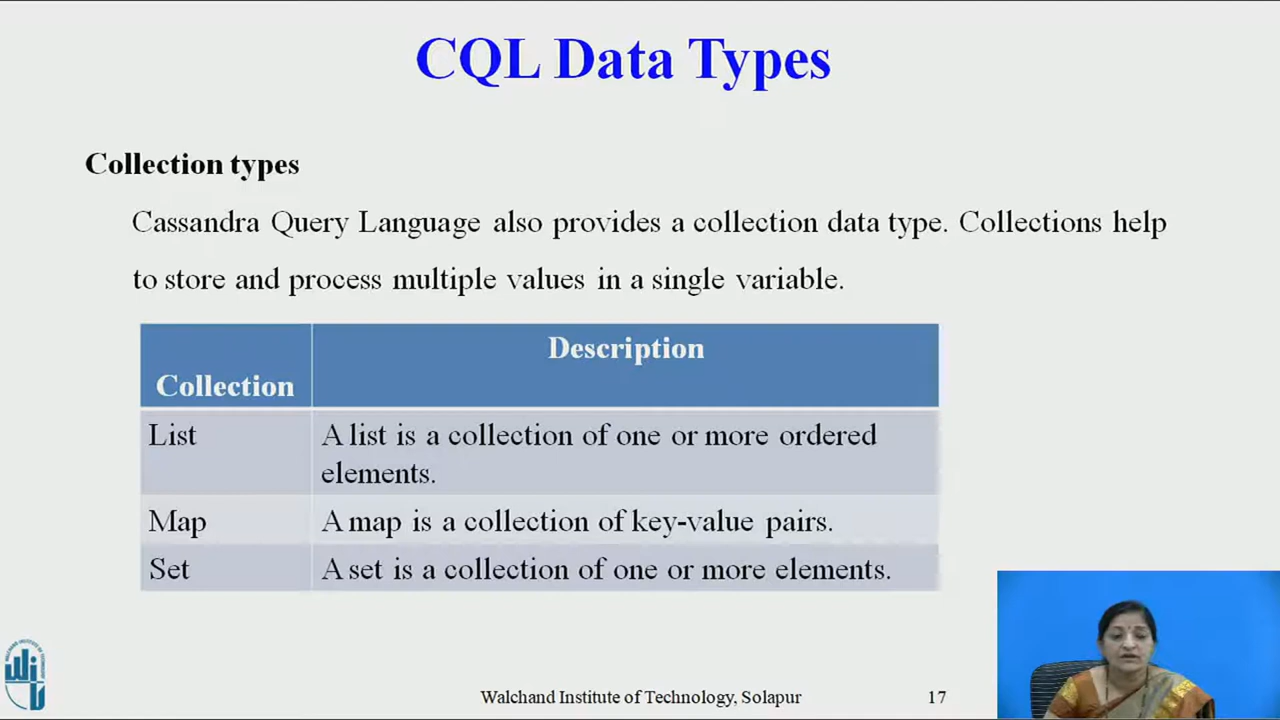 CQL Data Types
Collection types
Cassandra Query Language also provides a collection data type. Collections help
to store and process multiple values in a single variable.
Collection
Description
List
A list is a collection of one or more ordered
elements.
Map
A map is a collection of key-value pairs.
Set
A set is a collection of one or more elements.
Walchand Institute of Technology, Solapur
17